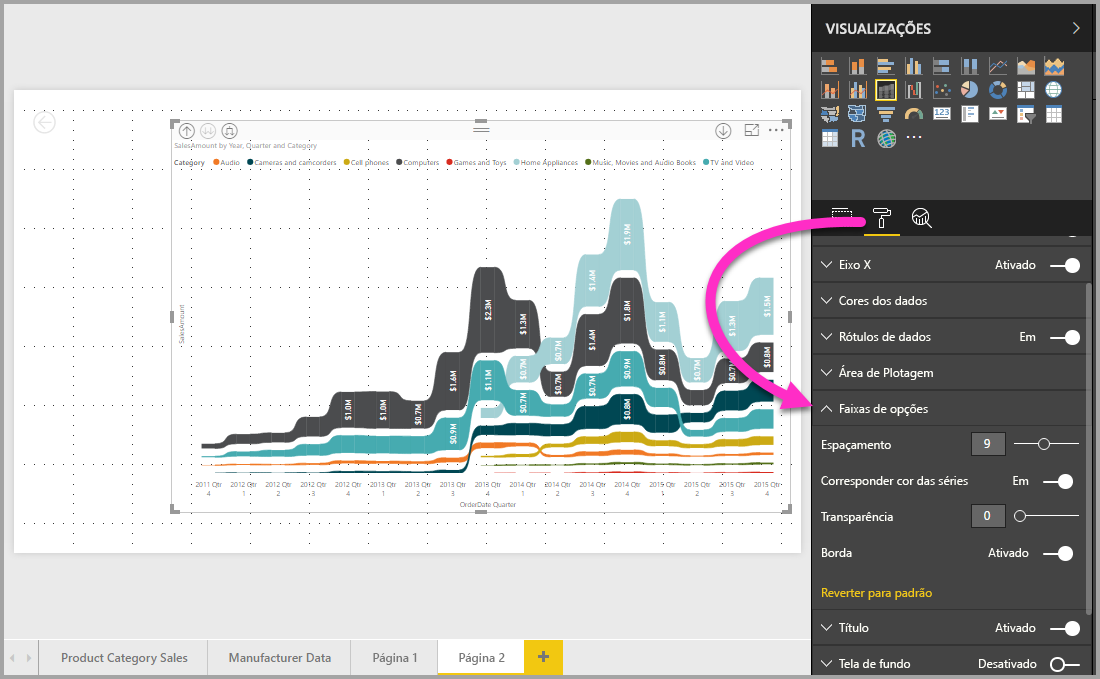 VISUALIZAÇÕES
123
R
SalesAmount by Year, Quarter and Category
Category Audio Cameras and camcorders Cell phones Computers Games and Toys Home Appliances Music, Movies and Audio Books TV and Video
SalesAmount
$1.0M
$1.0M
$0.7M
$1.6M
$0.9M
$2.3M
$1.1M
$1.3M
$0.7M
$0.7M
$0.7M
$0.7M
$1.4M
$1.4M
$0.7M
$1.9M
$1.8M
$0.9M
$0.8M
$1.1M
$0.8M
$0.7M
$1.3M
$0.7M
$1.5M
$0.8M
2011 Qtr 4
2012 Qtr 1
2012 Qtr 2
2012 Qtr 3
2012 Qtr 4
2013 Qtr 1
2013 Qtr 2
2013 Qtr 3
2013 Qtr 4
2014 Qtr 1
2014 Qtr 2
2014 Qtr 3
2014 Qtr 4
2015 Qtr 1
2015 Qtr 2
2015 Qtr 3
2015 Qtr 4
OrderDate Quarter
Eixo X Ativado
Cores dos dados
Rótulos de dados Em
Área de Plotagem
Faixas de opções
Espaçamento 9
Corresponder cor das séries Em
Transparência 0
Borda Ativado
Reverter para padrão
Título Ativado
Tela de fundo Desativado
Product Category Sales Manufacturer Data Página 1 Página 2